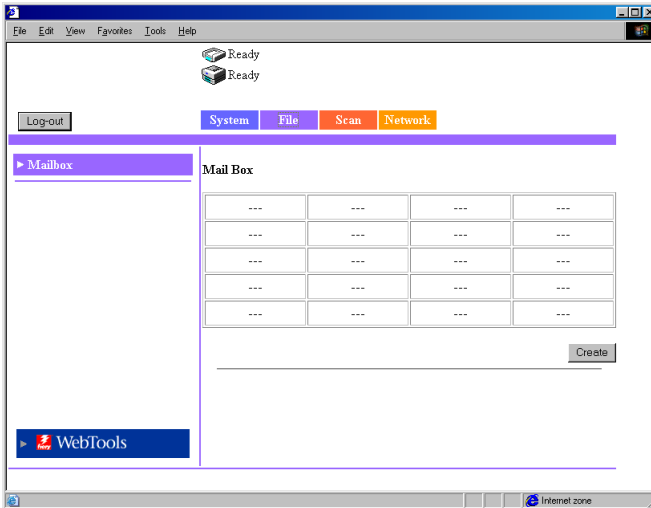 File Edit View Favorites Tools Help
Ready
Ready
Log-out
System File Scan Network
Mailbox
Mail Box
--- --- --- ---
--- --- --- ---
--- --- --- ---
--- --- --- ---
--- --- --- ---
Create
fiery WebTools
Internet zone